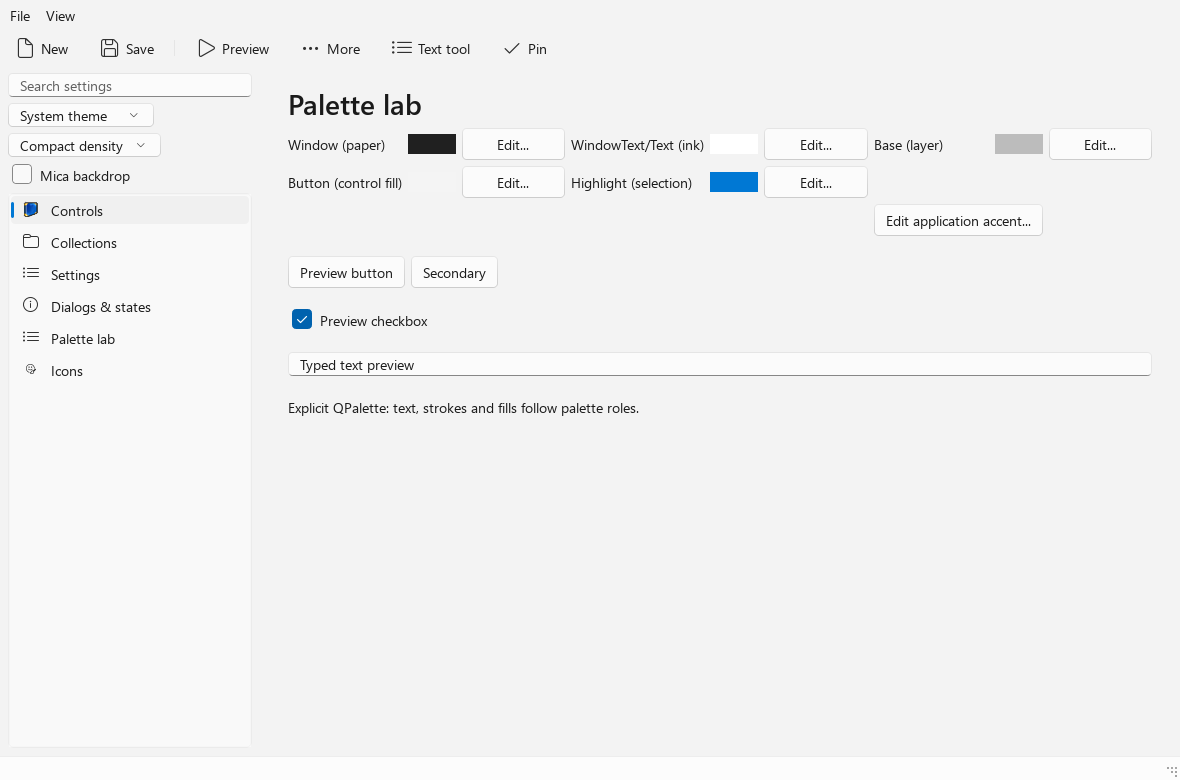 File View
New Save Preview More Text tool Pin
Search settings
System theme
Compact density
Mica backdrop
Controls
Collections
Settings
Dialogs & states
Palette lab
Icons
Palette lab
Window (paper) Edit... WindowText/Text (ink) Edit... Base (layer) Edit...
Button (control fill) Edit... Highlight (selection) Edit...
Edit application accent...
Preview button Secondary
Preview checkbox
Typed text preview
Explicit QPalette: text, strokes and fills follow palette roles.